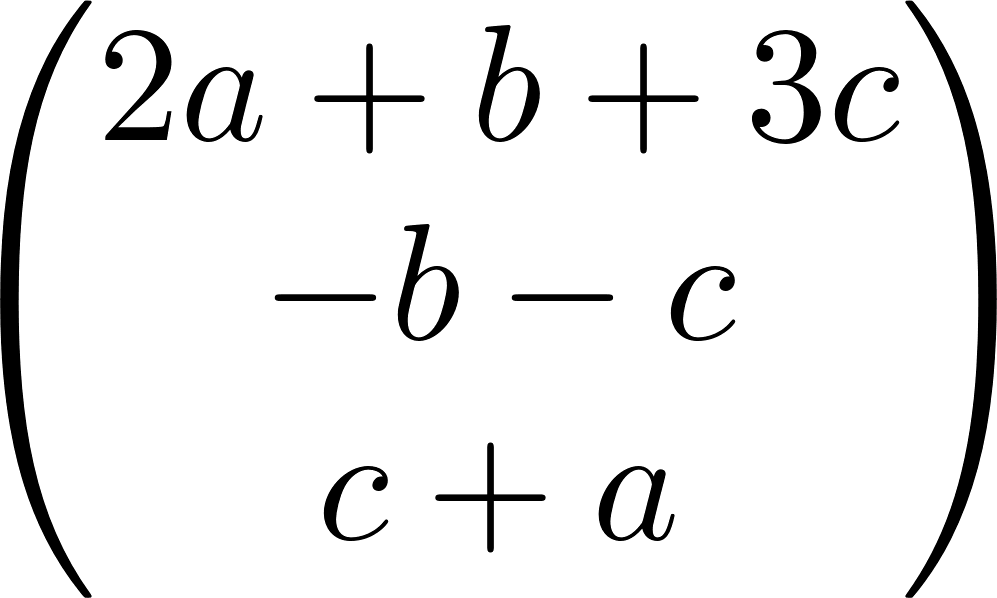 2a + b + 3c
−b − c
c + a